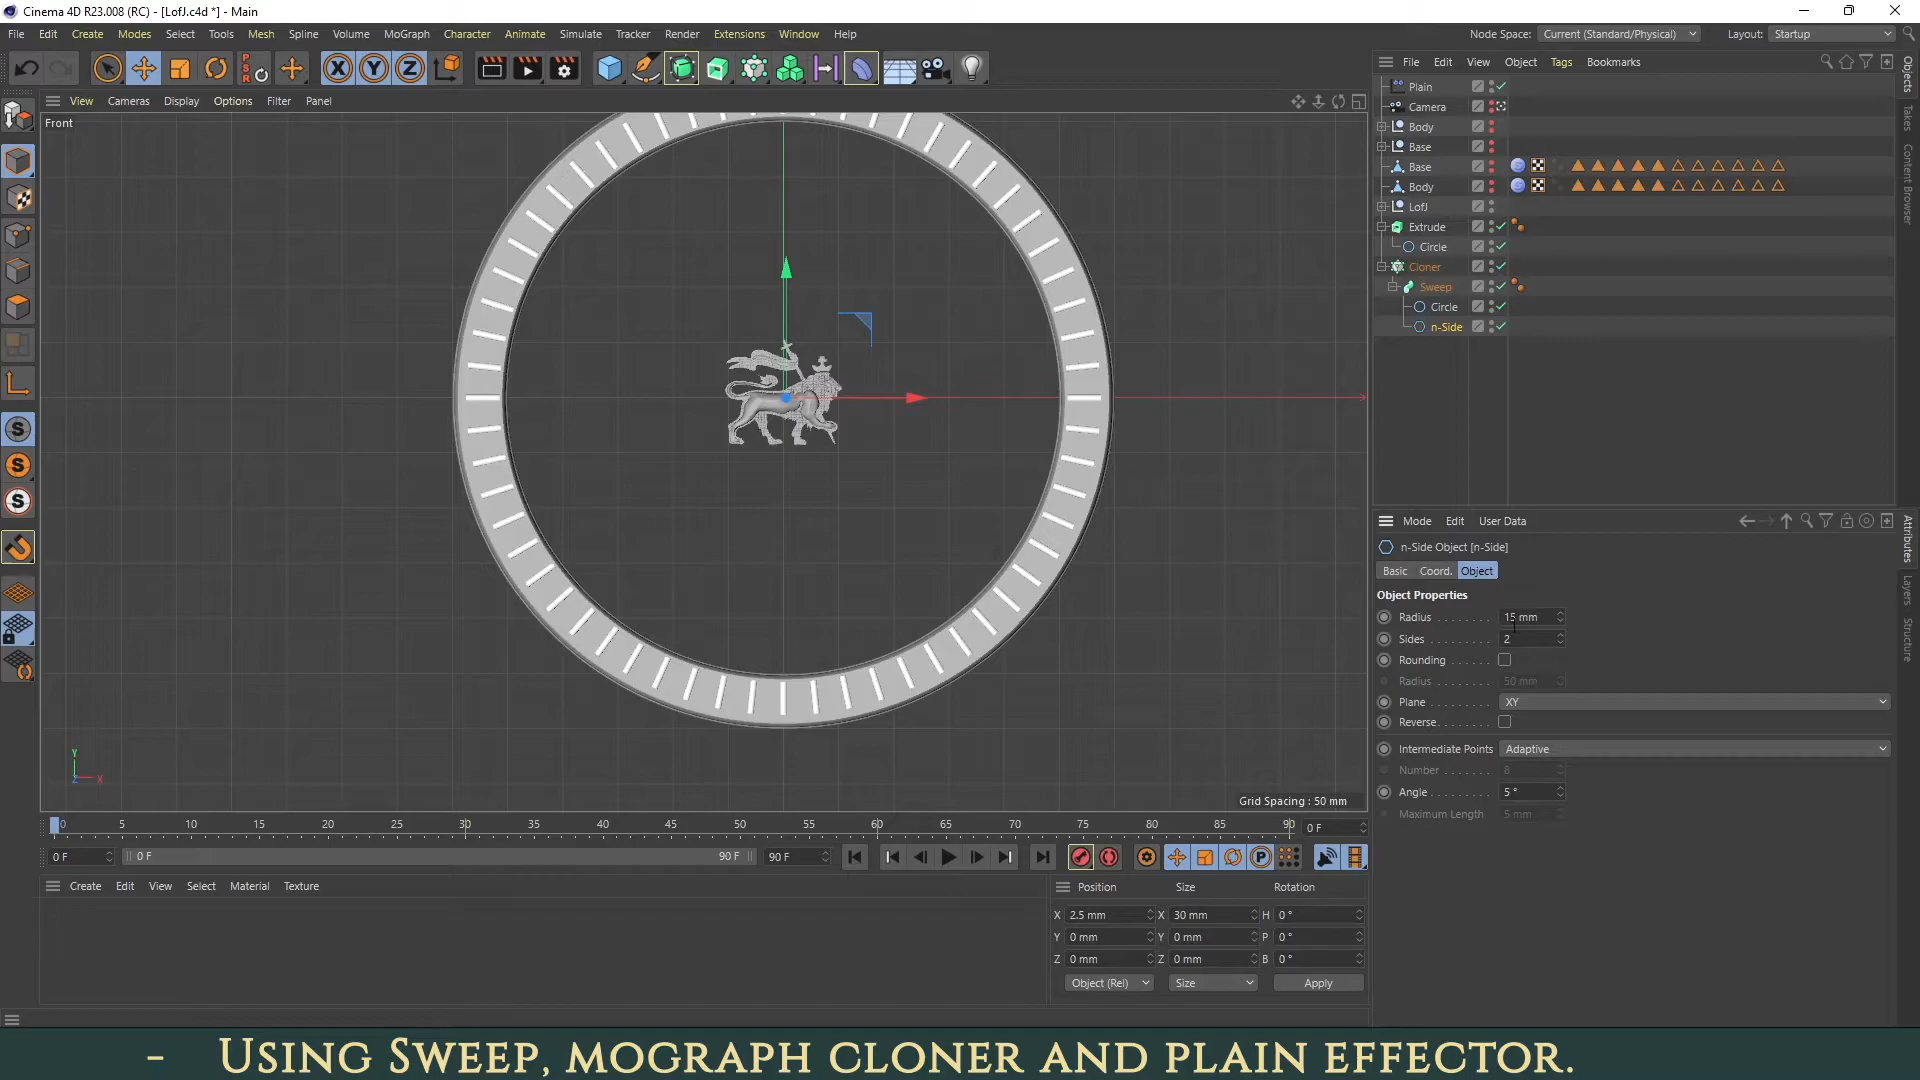 Cinema 4D R23.008 (RC) - [LofJ.c4d *] - Main
File Edit Create Modes Select Tools Mesh Spline Volume MoGraph Character Animate Simulate Tracker Render Extensions Window Help
Node Space: Current (Standard/Physical) Layout: Startup
PSR X Y Z
File Edit View Object Tags Bookmarks
View Cameras Display Options Filter Panel
Front
Plain
Camera
Body
Base
Base
Body
LofJ
Extrude
Circle
Cloner
Sweep
Circle
n-Side
Objects
Takes
Content Browser
Attributes
Layers
Structure
Mode Edit User Data
n-Side Object [n-Side]
Basic Coord. Object
Object Properties
Radius . . . . . . . . 15 mm
Sides . . . . . . . . . 2
Rounding . . . . . .
Radius . . . . . . . . 50 mm
Plane . . . . . . . . . XY
Reverse . . . . . . . .
Intermediate Points Adaptive
Number . . . . . . . 8
Angle . . . . . . . . . 5 °
Maximum Length 5 mm
Y
Z X
Grid Spacing : 50 mm
0 5 10 15 20 25 30 35 40 45 50 55 60 65 70 75 80 85 90 0 F
0 F 0 F 90 F 90 F
Create Edit View Select Material Texture
Position Size Rotation
X 2.5 mm X 30 mm H 0 °
Y 0 mm Y 0 mm P 0 °
Z 0 mm Z 0 mm B 0 °
Object (Rel) Size Apply
- Using Sweep, mograph cloner and plain effector.